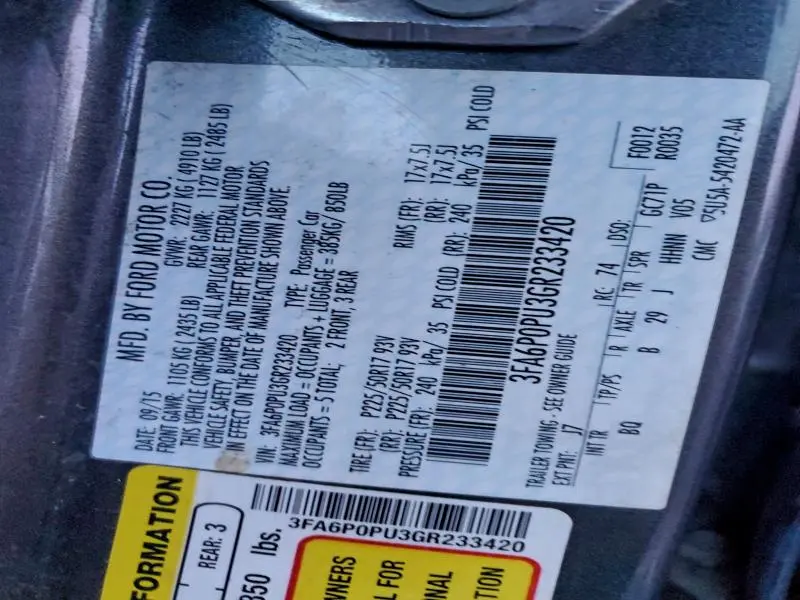 MFD. BY FORD MOTOR CO.
DATE: 09/15 GVWR: 2227 KG (4910 LB)
FRONT GAWR: 1105 KG (2435 LB) REAR GAWR: 1127 KG (2485 LB)
THIS VEHICLE CONFORMS TO ALL APPLICABLE FEDERAL MOTOR
VEHICLE SAFETY, BUMPER, AND THEFT PREVENTION STANDARDS
IN EFFECT ON THE DATE OF MANUFACTURE SHOWN ABOVE.
VIN: 3FA6P0PU3GR233420 TYPE: Passenger Car
MAXIMUM LOAD = OCCUPANTS + LUGGAGE = 385KG/ 850LB
OCCUPANTS = 5 TOTAL, 2 FRONT, 3 REAR
TIRE (FR): P225/50R17 93V RIMS (FR): 17x7.5J
(RR): P225/50R17 93V (RR): 17x7.5J
PRESSURE (FR): 240 kPa/ 35 PSI COLD (RR): 240 kPa/ 35 PSI COLD
3FA6P0PU3GR233420
TRAILER TOWING - SEE OWNER GUIDE F0012
EXT PNT: J7 RC: 74 DSO: R0035
INT TR TP/PS R AXLE TR SPR GC71P
BQ B 29 J HHNN V05
CMC 5U5A-5420472-AA
3FA6P0PU3GR233420
FORMATION
REAR: 3
850 lbs.
WNERS
L FOR
ONAL
TION